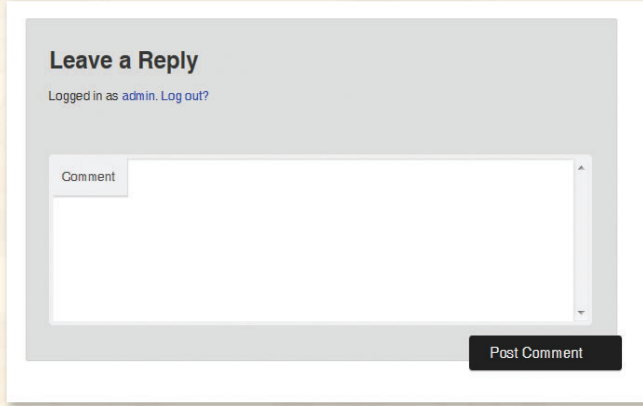 Leave a Reply
Logged in as admin. Log out?
Comment
Post Comment